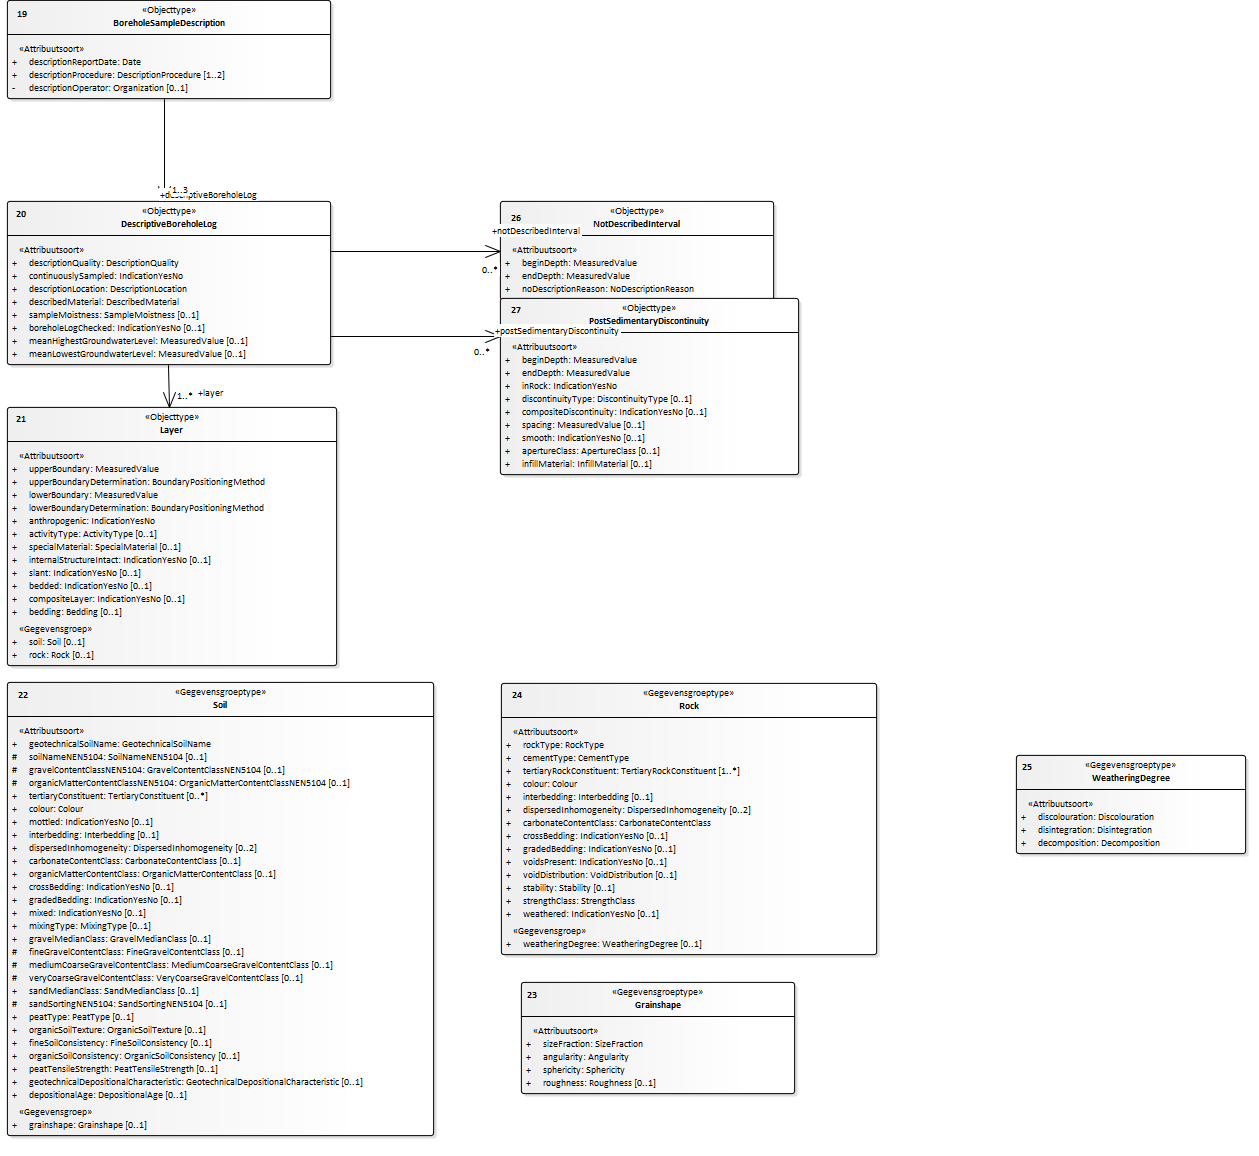 19
«Objecttype»
BoreholeSampleDescription
«Attribuutsoort»
+ descriptionReportDate: Date
+ descriptionProcedure: DescriptionProcedure [1..2]
- descriptionOperator: Organization [0..1]
1..3
+descriptiveBoreholeLog
20
«Objecttype»
DescriptiveBoreholeLog
«Attribuutsoort»
+ descriptionQuality: DescriptionQuality
+ continuouslySampled: IndicationYesNo
+ descriptionLocation: DescriptionLocation
+ describedMaterial: DescribedMaterial
+ sampleMoistness: SampleMoistness [0..1]
+ boreholeLogChecked: IndicationYesNo [0..1]
+ meanHighestGroundwaterLevel: MeasuredValue [0..1]
+ meanLowestGroundwaterLevel: MeasuredValue [0..1]
26
«Objecttype»
NotDescribedInterval
+notDescribedInterval
0..*
«Attribuutsoort»
+ beginDepth: MeasuredValue
+ endDepth: MeasuredValue
+ noDescriptionReason: NoDescriptionReason
27
«Objecttype»
PostSedimentaryDiscontinuity
+postSedimentaryDiscontinuity
0..*
«Attribuutsoort»
+ beginDepth: MeasuredValue
+ endDepth: MeasuredValue
+ inRock: IndicationYesNo
+ discontinuityType: DiscontinuityType [0..1]
+ compositeDiscontinuity: IndicationYesNo [0..1]
+ spacing: MeasuredValue [0..1]
+ smooth: IndicationYesNo [0..1]
+ apertureClass: ApertureClass [0..1]
+ infillMaterial: InfillMaterial [0..1]
1..* +layer
21
«Objecttype»
Layer
«Attribuutsoort»
+ upperBoundary: MeasuredValue
+ upperBoundaryDetermination: BoundaryPositioningMethod
+ lowerBoundary: MeasuredValue
+ lowerBoundaryDetermination: BoundaryPositioningMethod
+ anthropogenic: IndicationYesNo
+ activityType: ActivityType [0..1]
+ specialMaterial: SpecialMaterial [0..1]
+ internalStructureIntact: IndicationYesNo [0..1]
+ slant: IndicationYesNo [0..1]
+ bedded: IndicationYesNo [0..1]
+ compositeLayer: IndicationYesNo [0..1]
+ bedding: Bedding [0..1]
«Gegevensgroep»
+ soil: Soil [0..1]
+ rock: Rock [0..1]
22
«Gegevensgroeptype»
Soil
«Attribuutsoort»
+ geotechnicalSoilName: GeotechnicalSoilName
# soilNameNEN5104: SoilNameNEN5104 [0..1]
# gravelContentClassNEN5104: GravelContentClassNEN5104 [0..1]
# organicMatterContentClassNEN5104: OrganicMatterContentClassNEN5104 [0..1]
+ tertiaryConstituent: TertiaryConstituent [0..*]
+ colour: Colour
+ mottled: IndicationYesNo [0..1]
+ interbedding: Interbedding [0..1]
+ dispersedInhomogeneity: DispersedInhomogeneity [0..2]
+ carbonateContentClass: CarbonateContentClass [0..1]
+ organicMatterContentClass: OrganicMatterContentClass [0..1]
+ crossBedding: IndicationYesNo [0..1]
+ gradedBedding: IndicationYesNo [0..1]
+ mixed: IndicationYesNo [0..1]
+ mixingType: MixingType [0..1]
+ gravelMedianClass: GravelMedianClass [0..1]
# fineGravelContentClass: FineGravelContentClass [0..1]
# mediumCoarseGravelContentClass: MediumCoarseGravelContentClass [0..1]
# veryCoarseGravelContentClass: VeryCoarseGravelContentClass [0..1]
+ sandMedianClass: SandMedianClass [0..1]
# sandSortingNEN5104: SandSortingNEN5104 [0..1]
+ peatType: PeatType [0..1]
+ organicSoilTexture: OrganicSoilTexture [0..1]
+ fineSoilConsistency: FineSoilConsistency [0..1]
+ organicSoilConsistency: OrganicSoilConsistency [0..1]
+ peatTensileStrength: PeatTensileStrength [0..1]
+ geotechnicalDepositionalCharacteristic: GeotechnicalDepositionalCharacteristic [0..1]
+ depositionalAge: DepositionalAge [0..1]
«Gegevensgroep»
+ grainshape: Grainshape [0..1]
24
«Gegevensgroeptype»
Rock
«Attribuutsoort»
+ rockType: RockType
+ cementType: CementType
+ tertiaryRockConstituent: TertiaryRockConstituent [1..*]
+ colour: Colour
+ interbedding: Interbedding [0..1]
+ dispersedInhomogeneity: DispersedInhomogeneity [0..2]
+ carbonateContentClass: CarbonateContentClass
+ crossBedding: IndicationYesNo [0..1]
+ gradedBedding: IndicationYesNo [0..1]
+ voidsPresent: IndicationYesNo [0..1]
+ voidDistribution: VoidDistribution [0..1]
+ stability: Stability [0..1]
+ strengthClass: StrengthClass
+ weathered: IndicationYesNo [0..1]
«Gegevensgroep»
+ weatheringDegree: WeatheringDegree [0..1]
25
«Gegevensgroeptype»
WeatheringDegree
«Attribuutsoort»
+ discolouration: Discolouration
+ disintegration: Disintegration
+ decomposition: Decomposition
23
«Gegevensgroeptype»
Grainshape
«Attribuutsoort»
+ sizeFraction: SizeFraction
+ angularity: Angularity
+ sphericity: Sphericity
+ roughness: Roughness [0..1]